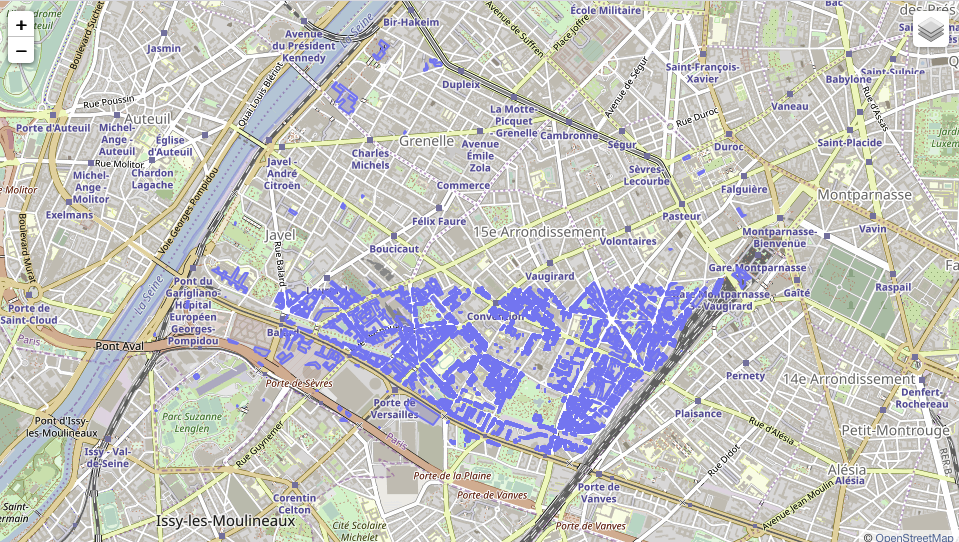 +
−
Boulevard Suchet
La Seine
Bir-Hakeim
Avenue
du Président
Kennedy
Avenue de Suffren
École Militaire
Place Joffre
Bac
des Prés
Jasmin
Quai Louis Blériot
Dupleix
Avenue de Ségur
Saint-François-
Xavier
Saint-Sulpice
Babylone
Rue Poussin
Vaneau
Rue d'Assas
Porte d'Auteuil
Auteuil
Michel-
Ange -
Auteuil
Église
d'Auteuil
La Motte-
Picquet
Grenelle
Cambronne
Ségur
Rue Duroc
Duroc
Saint-Placide
Grenelle
Avenue
Émile
Zola
Charles
Michels
Rue Molitor
Michel-
Ange
Molitor
Chardon
Lagache
Javel -
André
Citroën
Commerce
Sèvres-
Lecourbe
Falguière
Montparnasse
Exelmans
Boulevard Murat
Voie Georges Pompidou
Félix Faure
Pasteur
Vavin
Javel
Rue Balard
Boucicaut
15e Arrondissement
Volontaires
Montparnasse-
Bienvenüe
Gare Montparnasse
Vaugirard
Raspail
Gaîté
Pont du
Garigliano-
Hôpital
Européen
Georges-
Pompidou
La Seine
Porte de
Saint-Cloud
Paris
Convention
Vaugirard
Pont Aval
Porte de Sèvres
Pernety
14e Arrondissement
Denfert-
Rochereau
Parc Suzanne
Lenglen
Porte de
Versailles
Plaisance
Pont d'Issy-
les-Moulineaux
Rue Guynemer
Paris
Rue d'Alésia
Petit-Montrouge
Issy - Val-
de-Seine
Rue Didot
RER B
Alésia
Alésia
Porte de la Plaine
Porte de Vanves
Porte de
Vanves
Avenue Jean Moulin
Corentin
Celton
Saint-
Issy-les-Moulineaux
Cité Scolaire
Michelet
Porte de Vanves
© OpenStreetMap